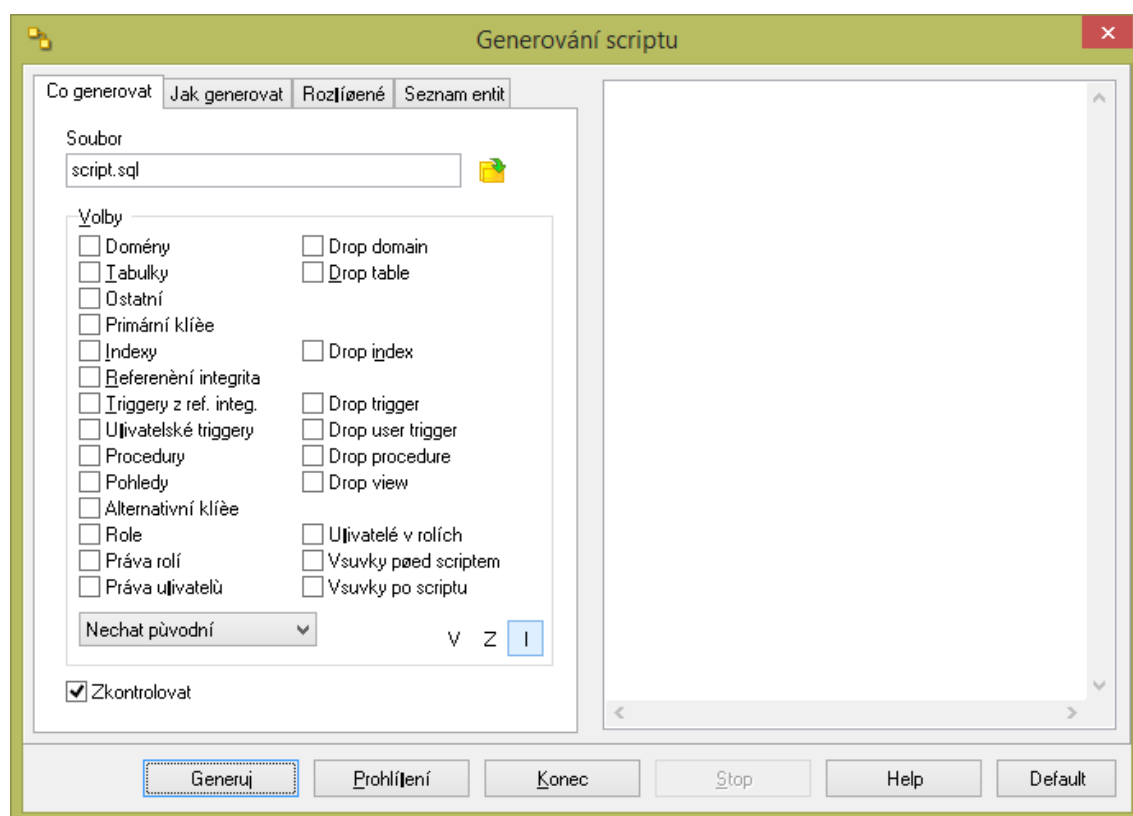 Generování scriptu
Co generovat Jak generovat Rozlíøené Seznam entit
Soubor
script.sql
Volby
Domény Drop domain
Tabulky Drop table
Ostatní
Primární klíèe
Indexy Drop index
Referenèní integrita
Triggery z ref. integ. Drop trigger
Ulivatelské triggery Drop user trigger
Procedury Drop procedure
Pohledy Drop view
Alternativní klíèe
Role Ulivatelé v rolích
Práva rolí Vsuvky pøed scriptem
Práva ulivatelù Vsuvky po scriptu
Nechat pùvodní V Z I
Zkontrolovat
Generuj Prohlílení Konec Stop Help Default